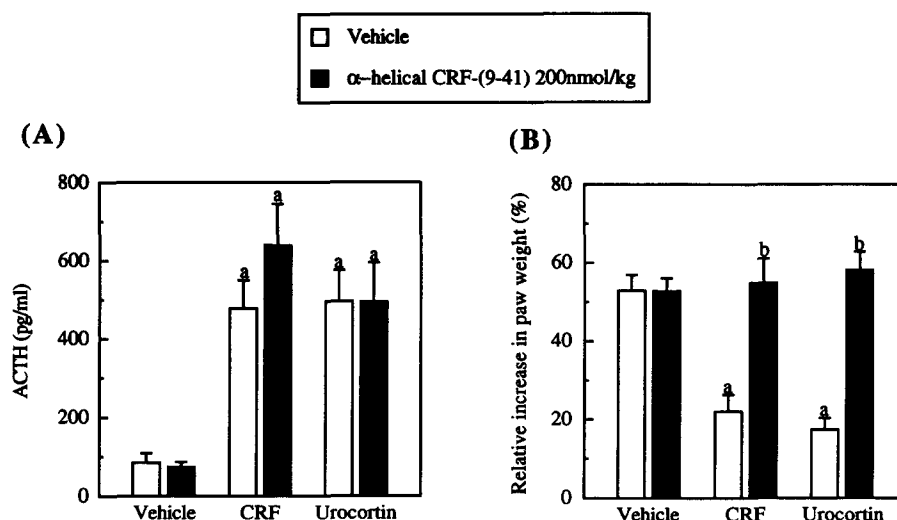 Vehicle
α-helical CRF-(9-41) 200nmol/kg
(A)
800
600
400
200
0
ACTH (pg/ml)
a
a
a
a
Vehicle CRF Urocortin
(B)
80
60
40
20
0
Relative increase in paw weight (%)
a
b
a
b
Vehicle CRF Urocortin